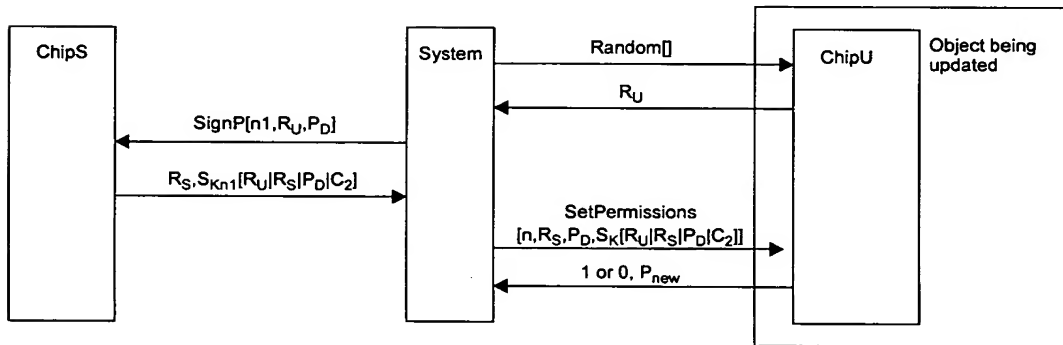 ChipS
System
Random[]
ChipU
Object being
updated
R_U
SignP[n1,R_U,P_D]
R_S,S_Kn1[R_U|R_S|P_D|C_2]
SetPermissions
[n,R_S,P_D,S_K[R_U|R_S|P_D|C_2]]
1 or 0, P_new